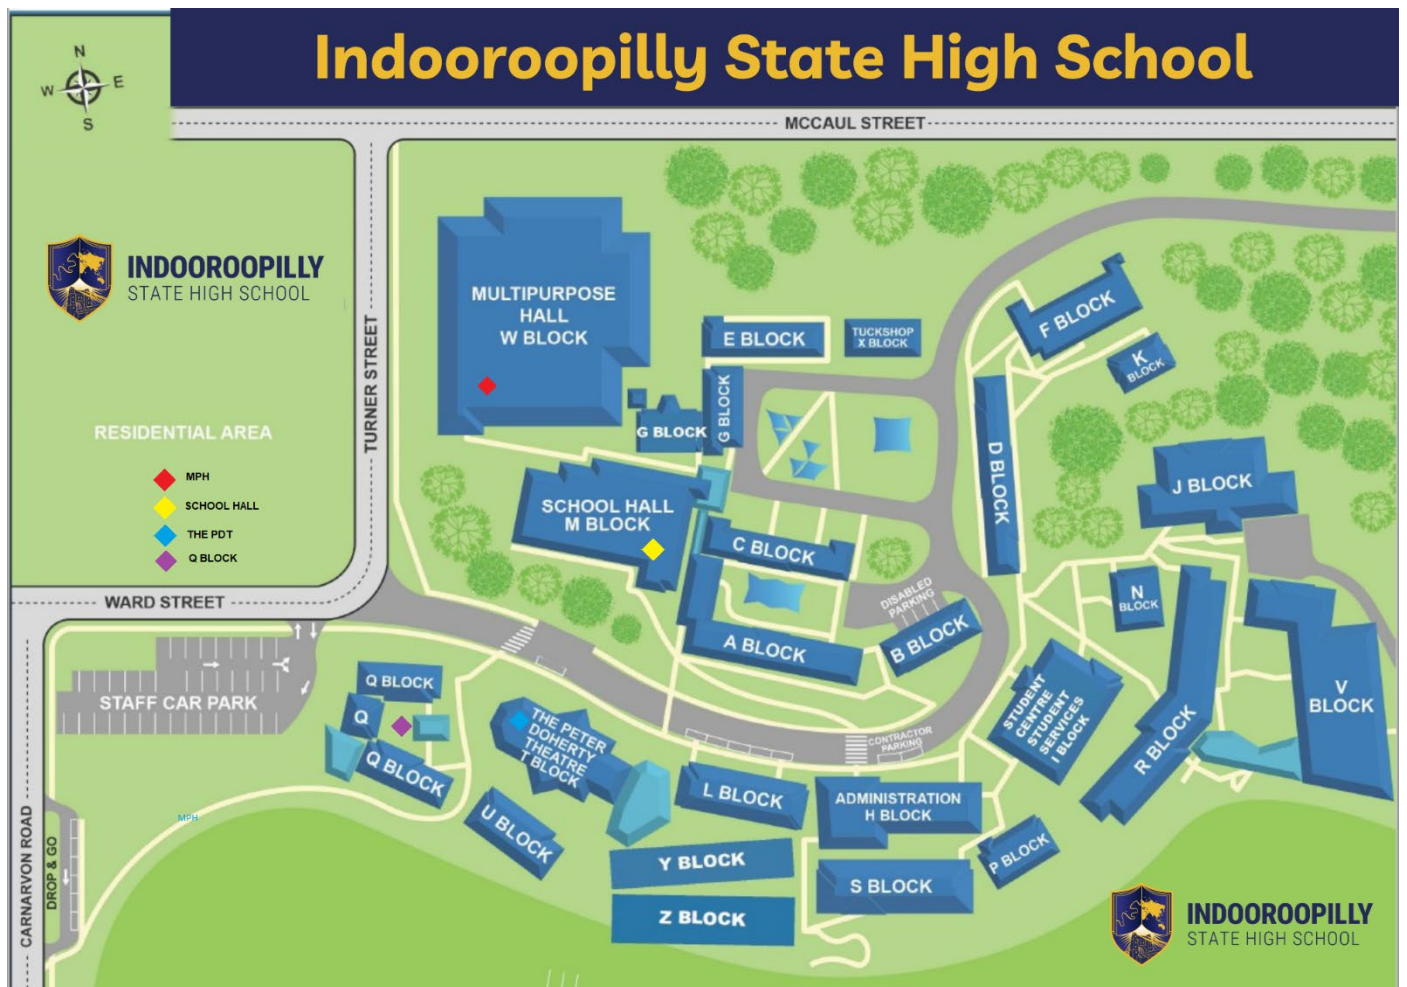 Indooroopilly State High School
N
W
E
S
MCCAUL STREET
INDOOROOPILLY
STATE HIGH SCHOOL
TURNER STREET
MULTIPURPOSE
HALL
W BLOCK
E BLOCK
TUCKSHOP
X BLOCK
F BLOCK
K
BLOCK
G BLOCK
G BLOCK
D BLOCK
J BLOCK
RESIDENTIAL AREA
MPH
SCHOOL HALL
THE PDT
Q BLOCK
SCHOOL HALL
M BLOCK
C BLOCK
DISABLED
PARKING
N
BLOCK
WARD STREET
A BLOCK
B BLOCK
STAFF CAR PARK
Q BLOCK
Q
Q BLOCK
THE PETER
DOHERTY
THEATRE
T BLOCK
STUDENT
CENTRE
STUDENT
SERVICES
I BLOCK
R BLOCK
V
BLOCK
CONTRACTOR
PARKING
L BLOCK
ADMINISTRATION
H BLOCK
U BLOCK
MPH
CARNARVON ROAD
DROP & GO
Y BLOCK
P BLOCK
S BLOCK
Z BLOCK
INDOOROOPILLY
STATE HIGH SCHOOL